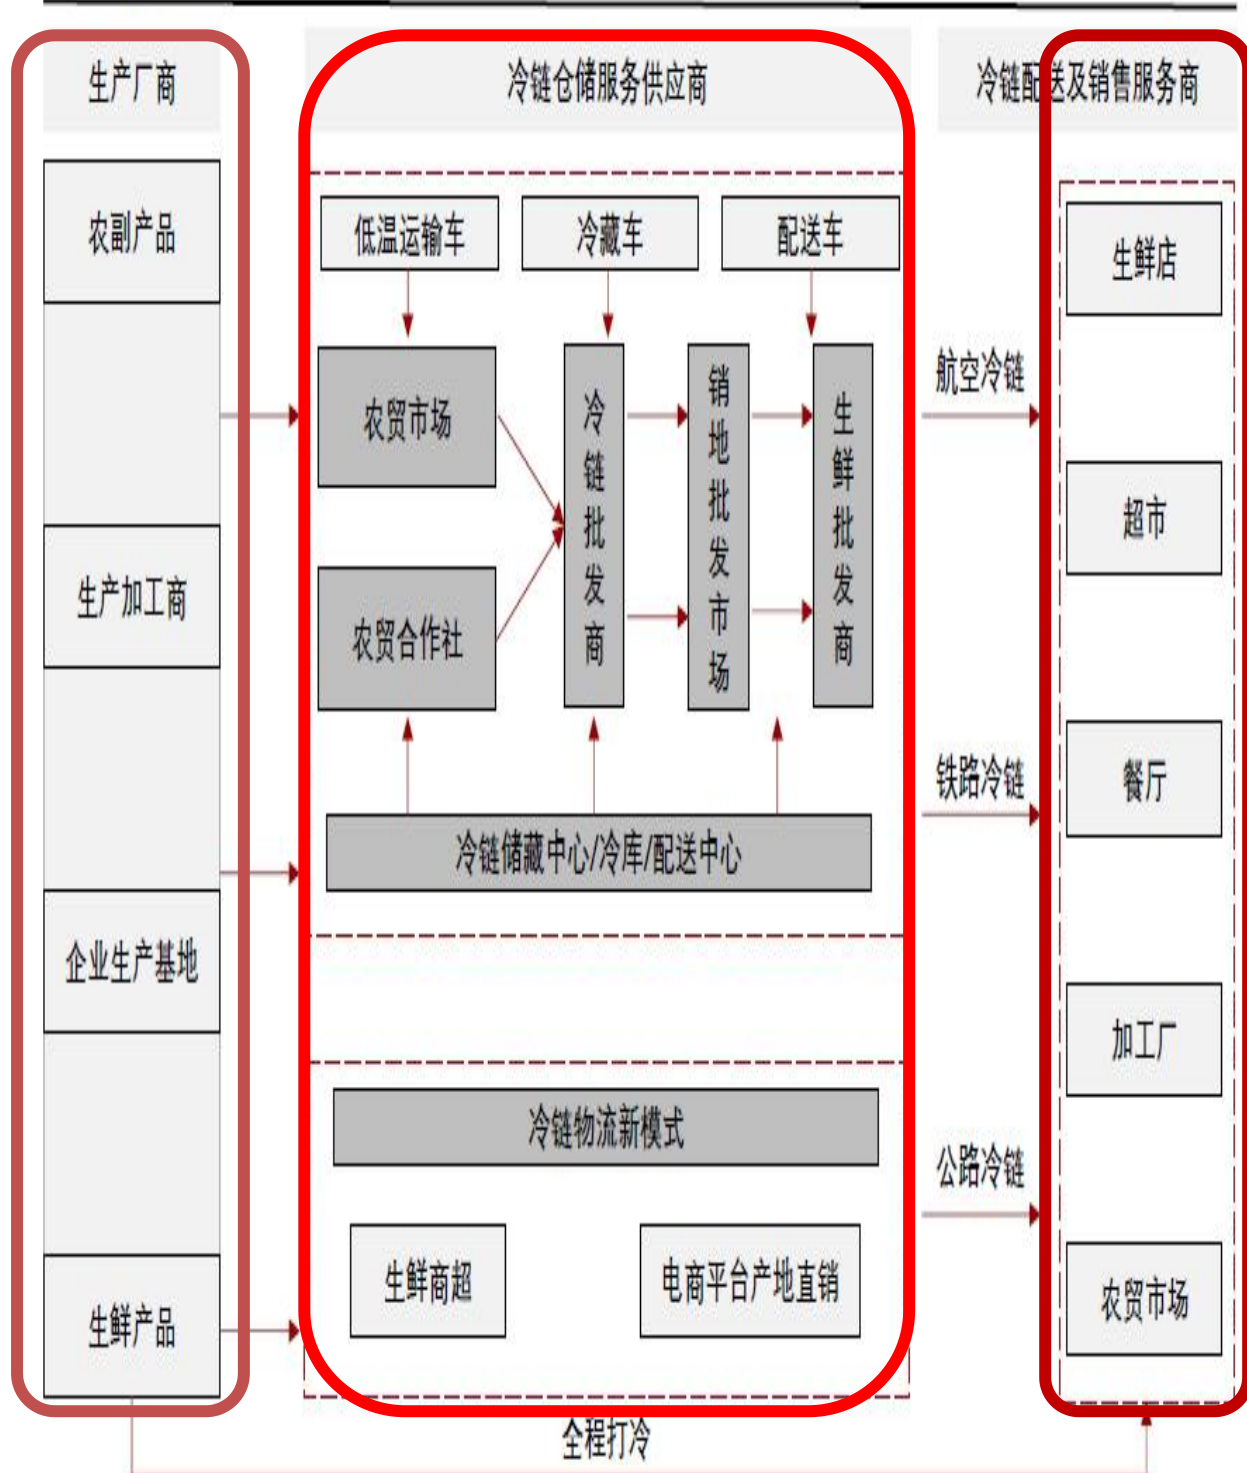 生产厂商
冷链仓储服务供应商
冷链配送及销售服务商
农副产品
生产加工商
企业生产基地
生鲜产品
低温运输车
冷藏车
配送车
农贸市场
农贸合作社
冷链批发商
销地批发市场
生鲜批发商
冷链储藏中心/冷库/配送中心
冷链物流新模式
生鲜商超
电商平台产地直销
航空冷链
铁路冷链
公路冷链
生鲜店
超市
餐厅
加工厂
农贸市场
全程打冷